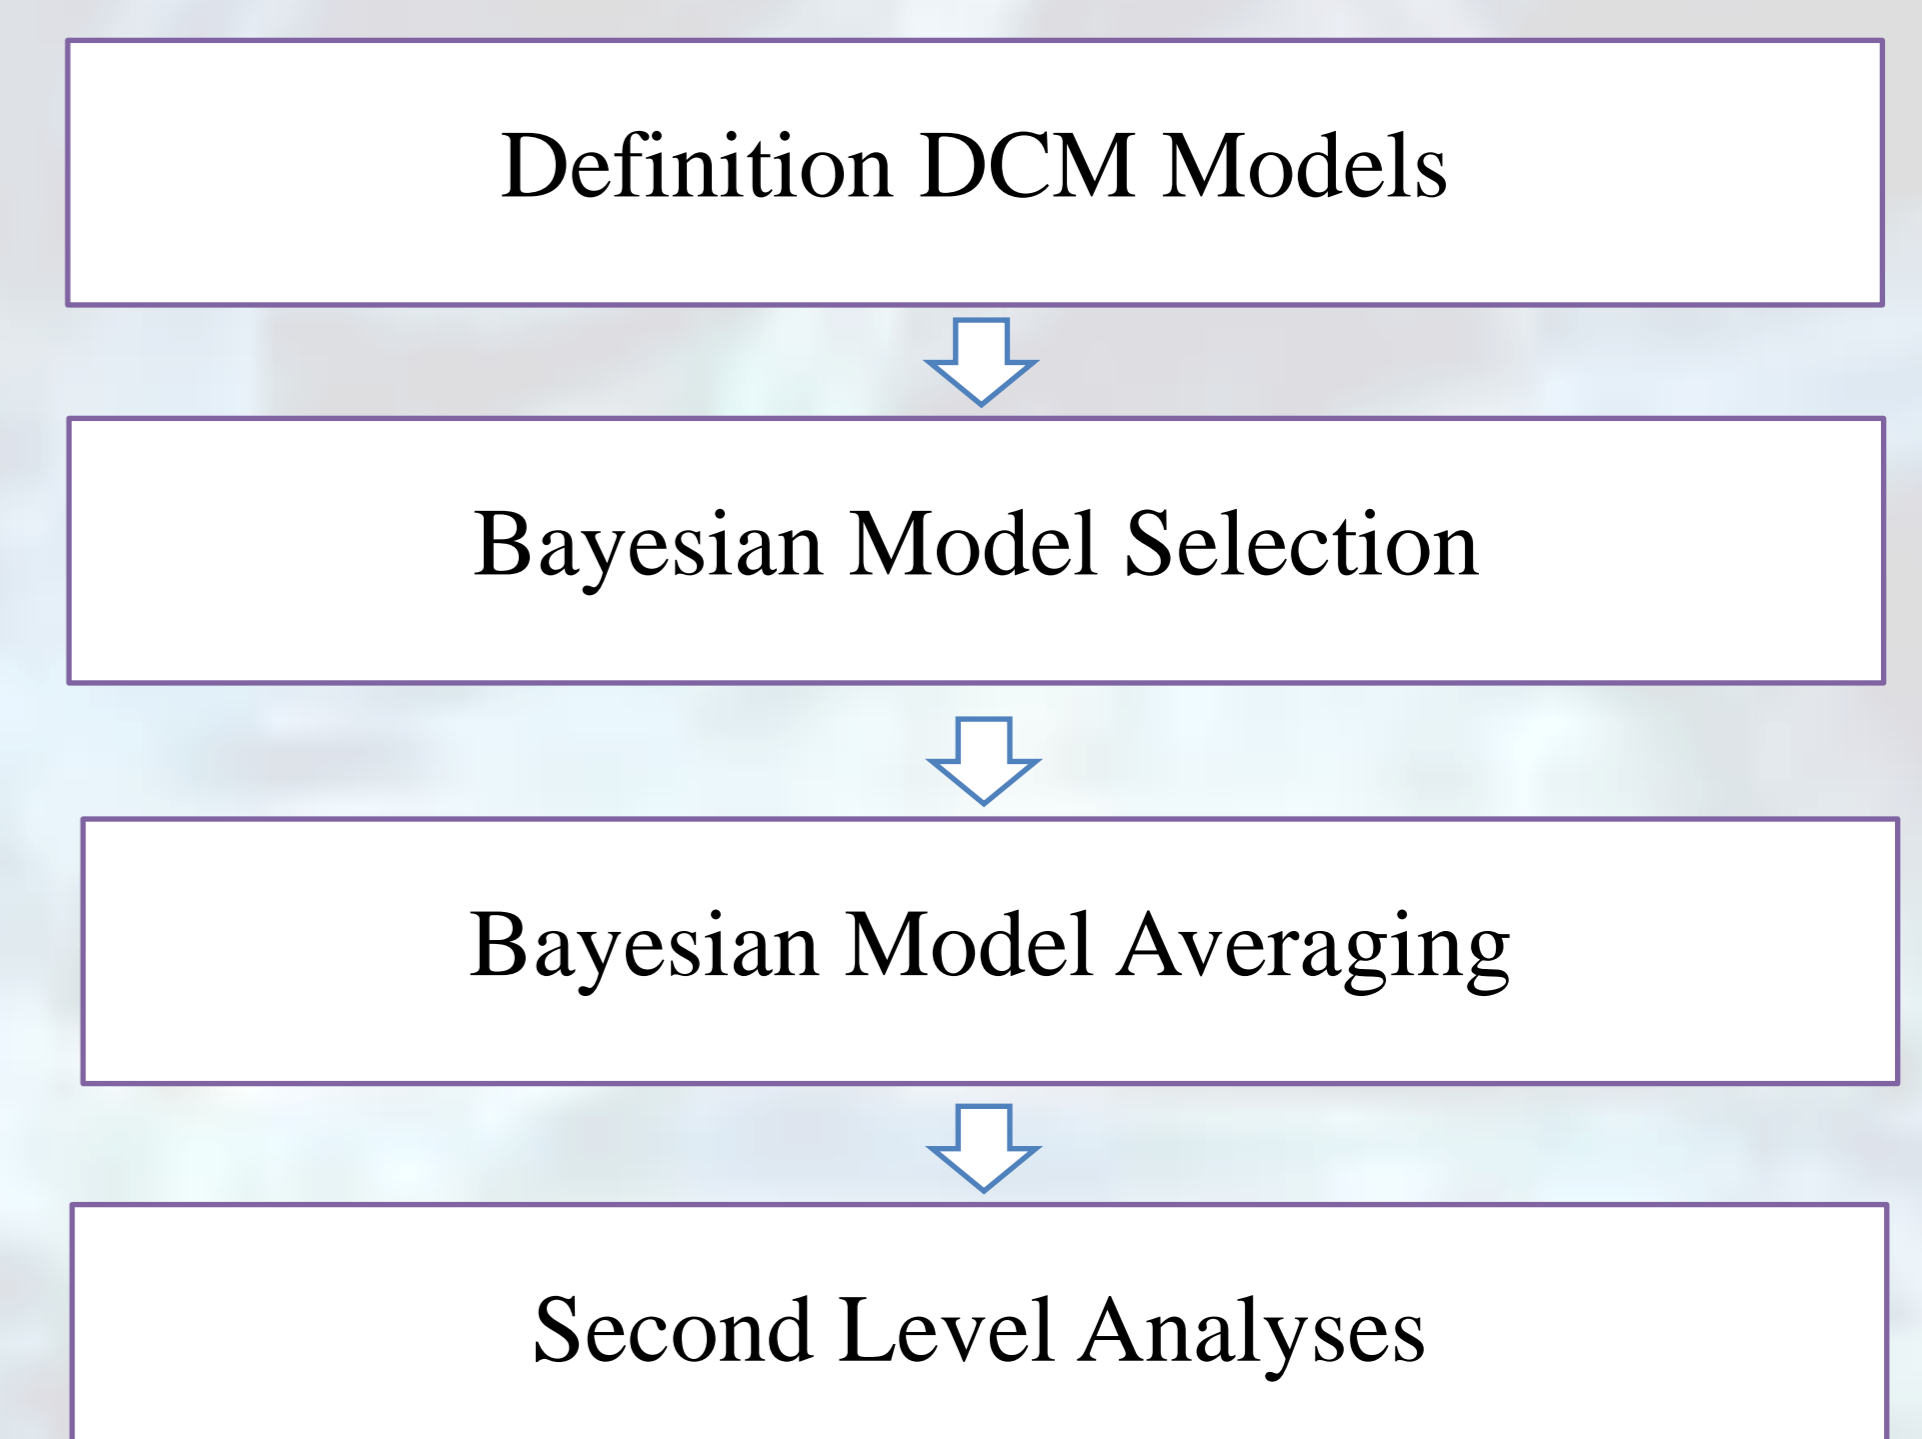 Definition DCM Models
Bayesian Model Selection
Bayesian Model Averaging
Second Level Analyses